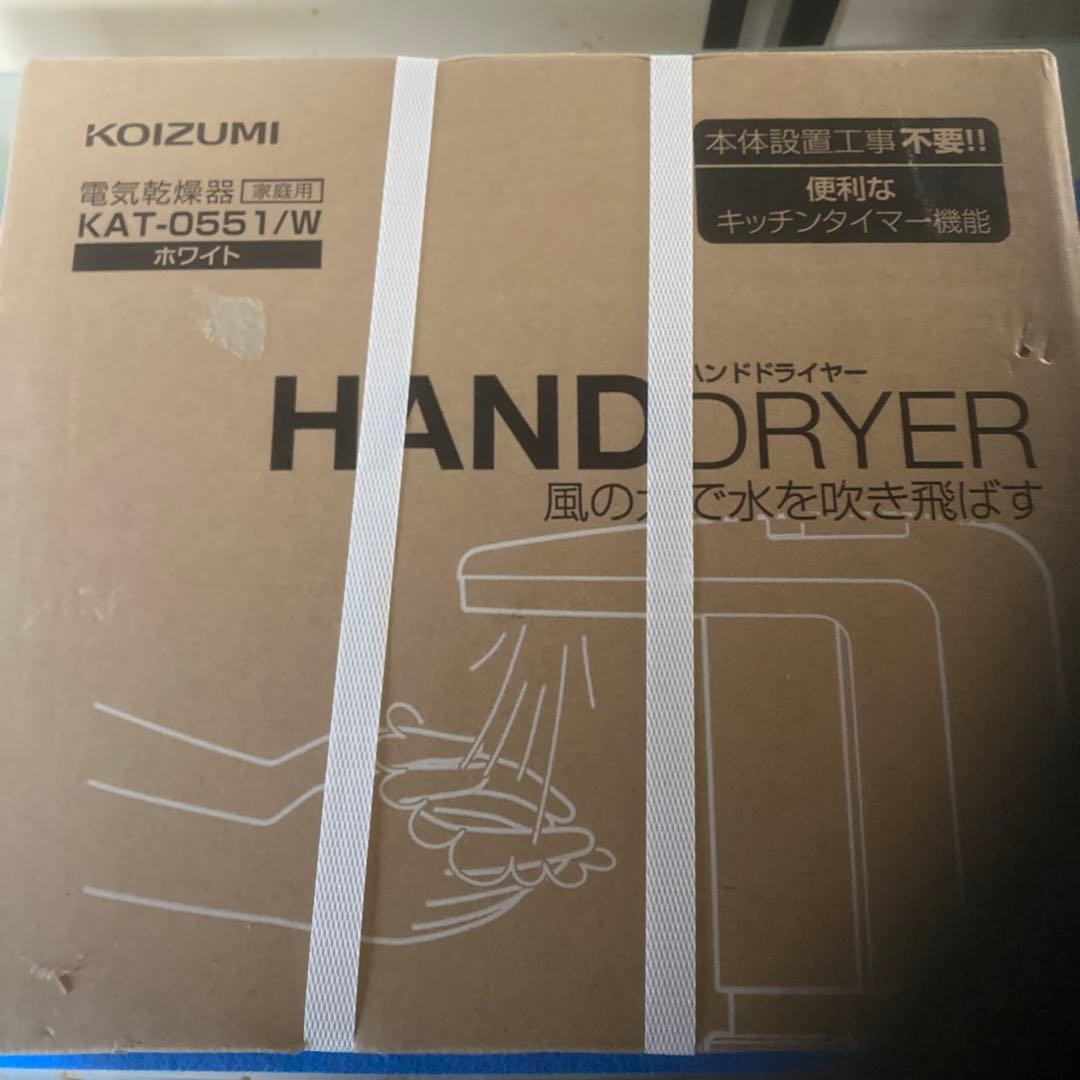 KOIZUMI
電気乾燥器 家庭用
KAT-0551/W
ホワイト
本体設置工事不要!!
便利な
キッチンタイマー機能
ハンドドライヤー
HAND DRYER
風の力で水を吹き飛ばす